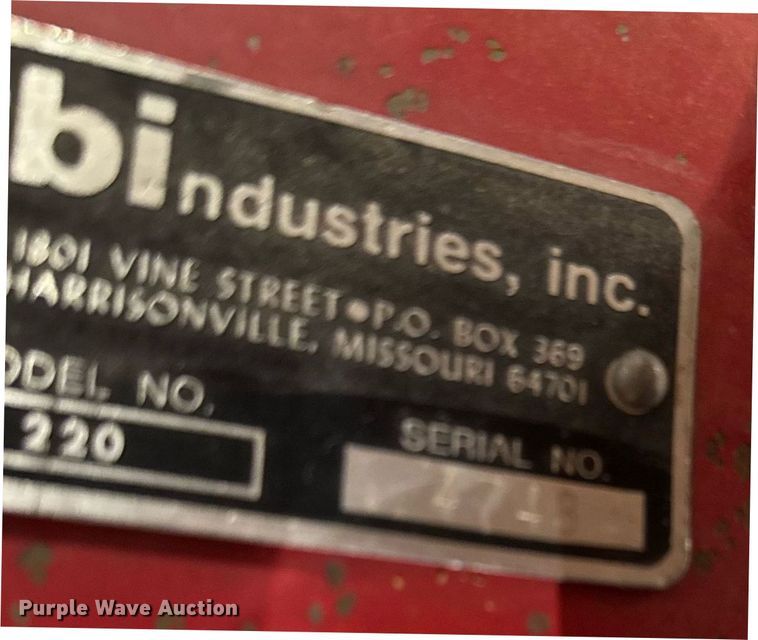 bindustries, inc.
1801 VINE STREET•P.O. BOX 369
HARRISONVILLE, MISSOURI 64701
ODEL NO.
220
SERIAL NO.
Purple Wave Auction